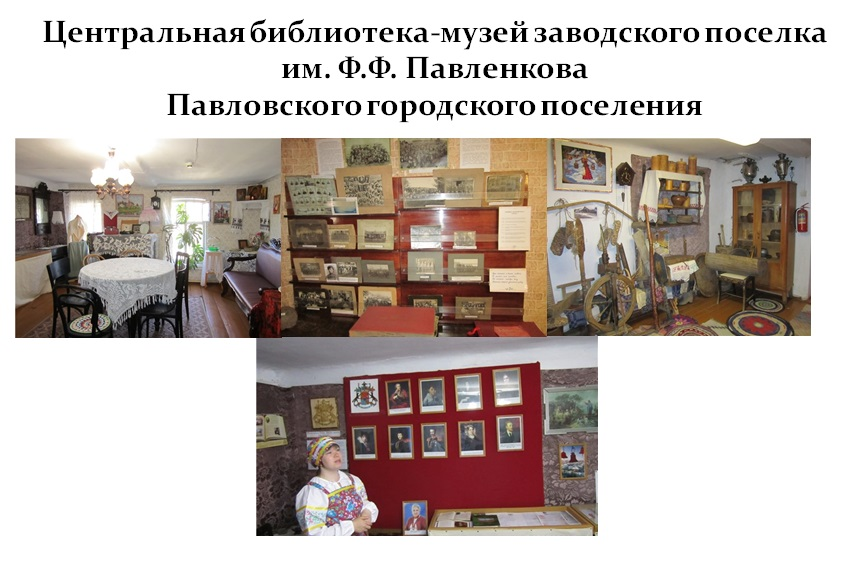 Центральная библиотека-музей заводского поселка
им. Ф.Ф. Павленкова
Павловского городского поселения